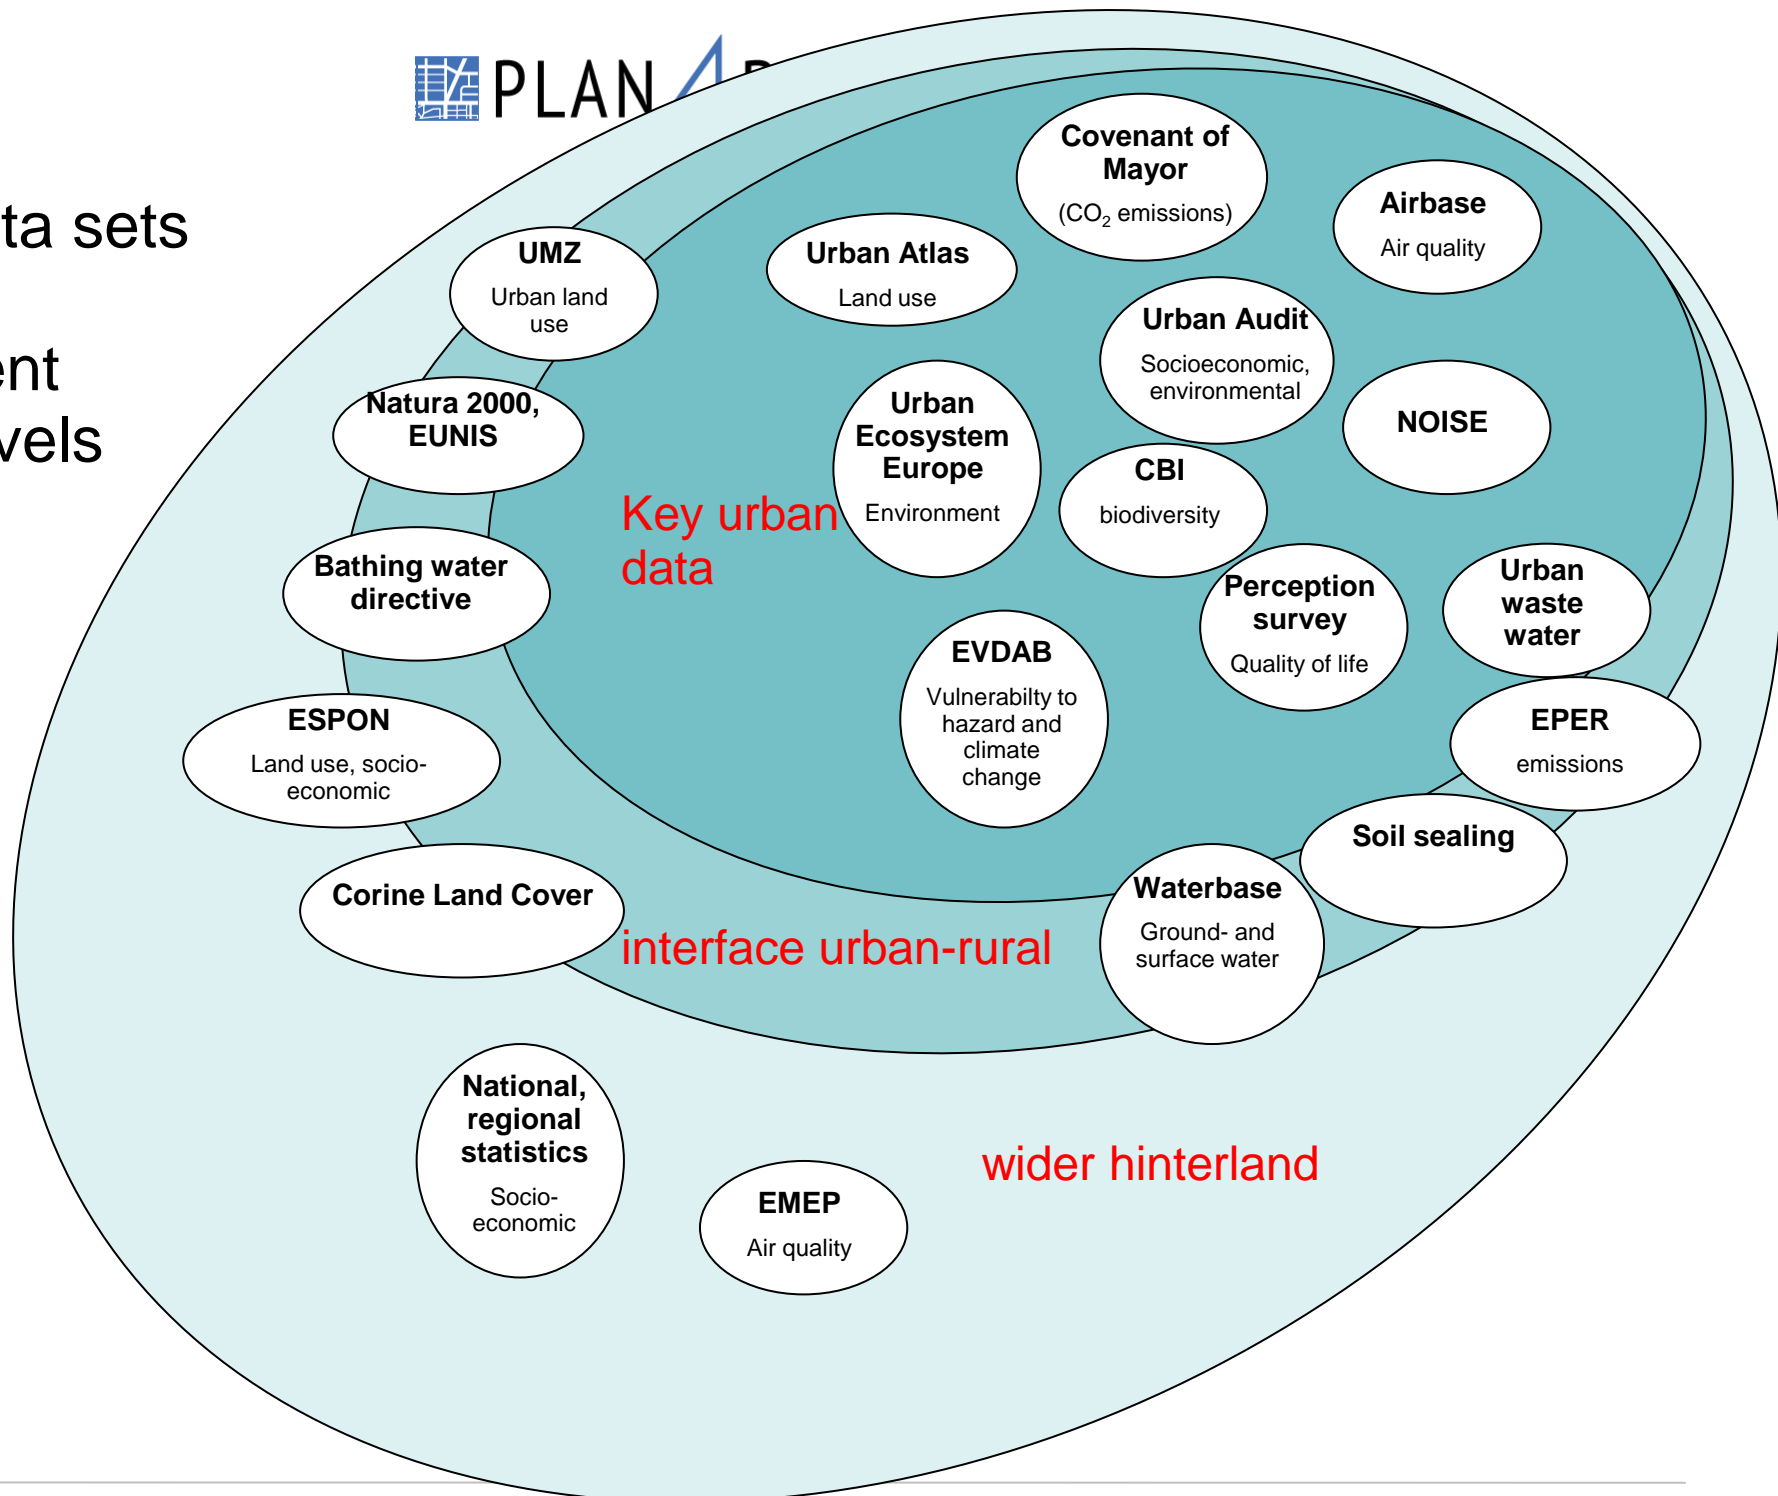 PLAN
ta sets
ent
vels
Covenant of
Mayor
(CO₂ emissions)
Airbase
Air quality
UMZ
Urban land
use
Urban Atlas
Land use
Urban Audit
Socioeconomic,
environmental
Natura 2000,
EUNIS
Urban
Ecosystem
Europe
Environment
NOISE
CBI
biodiversity
Key urban
data
Bathing water
directive
Perception
survey
Quality of life
Urban
waste
water
EVDAB
Vulnerabilty to
hazard and
climate
change
ESPON
Land use, socio-
economic
EPER
emissions
Soil sealing
Corine Land Cover
Waterbase
Ground- and
surface water
interface urban-rural
National,
regional
statistics
Socio-
economic
wider hinterland
EMEP
Air quality